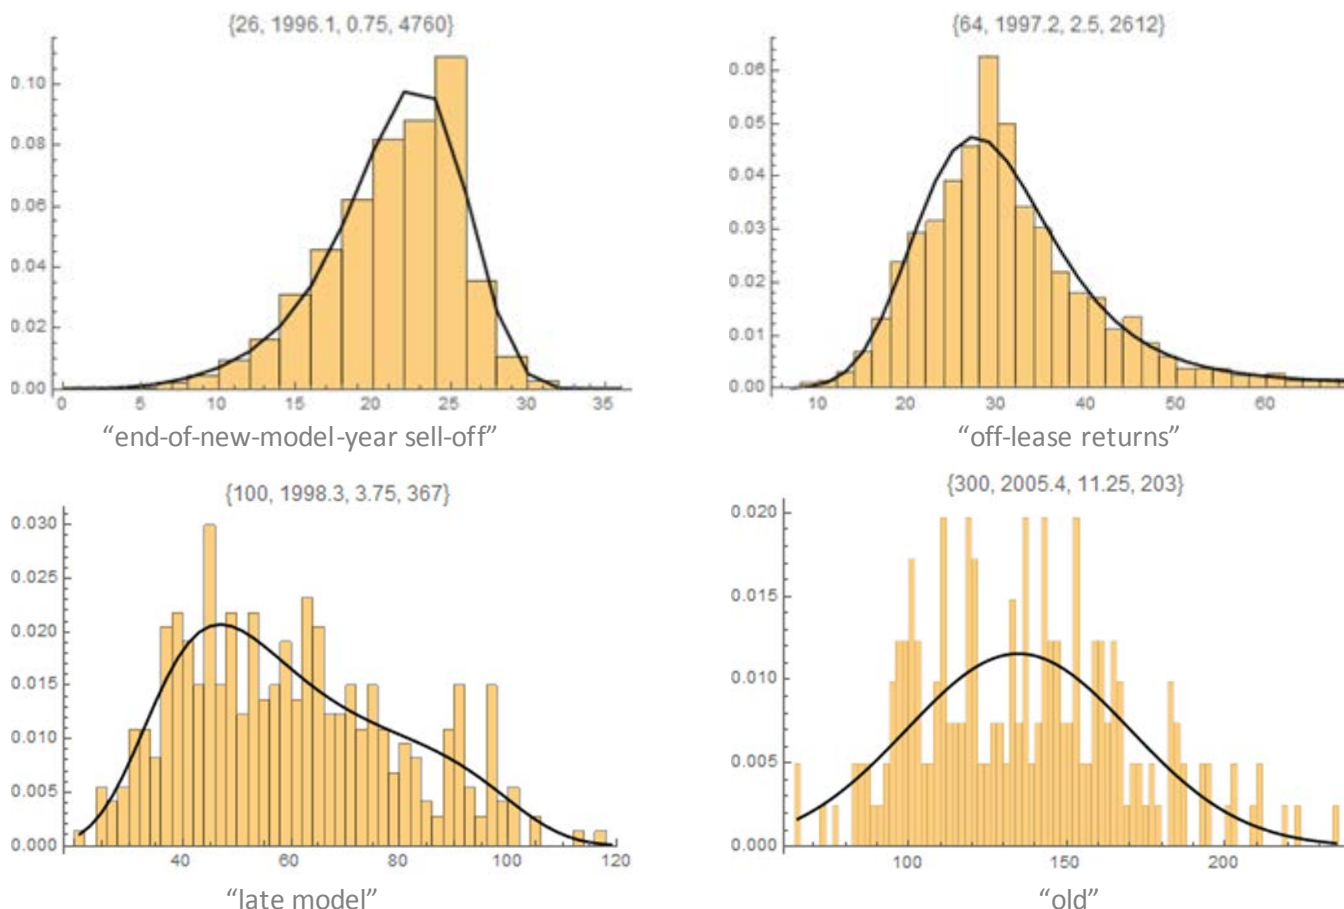 {26, 1996.1, 0.75, 4760}
0.10
0.08
0.06
0.04
0.02
0.00
0 5 10 15 20 25 30 35
“end-of-new-model-year sell-off”
{64, 1997.2, 2.5, 2612}
0.06
0.05
0.04
0.03
0.02
0.01
0.00
10 20 30 40 50 60
“off-lease returns”
{100, 1998.3, 3.75, 367}
0.030
0.025
0.020
0.015
0.010
0.005
0.000
40 60 80 100 120
“late model”
{300, 2005.4, 11.25, 203}
0.020
0.015
0.010
0.005
0.000
100 150 200
“old”